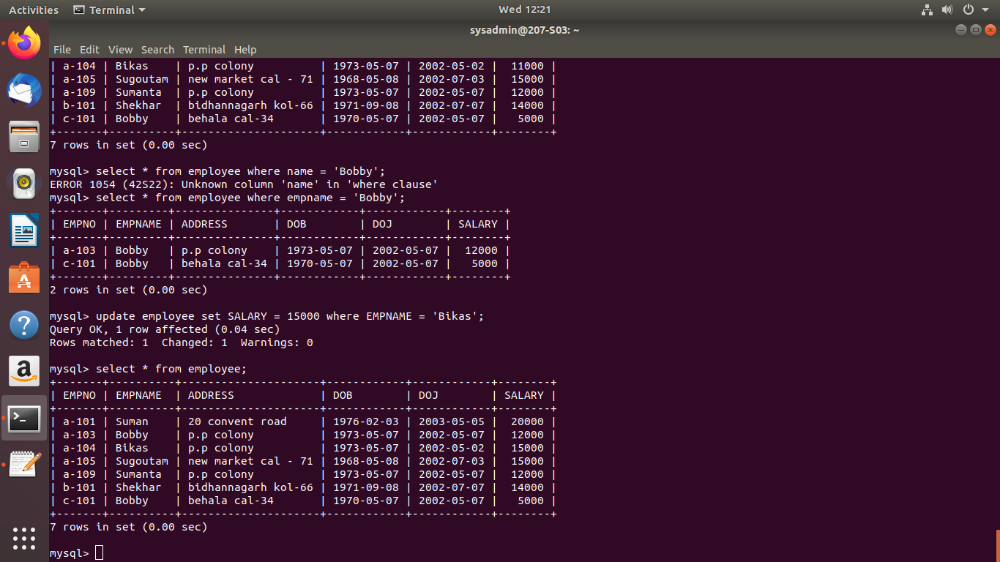 Activities Terminal Wed 12:21
sysadmin@207-S03: ~
File Edit View Search Terminal Help
| a-104 | Bikas    | p.p colony          | 1973-05-07 | 2002-05-02 |  11000 |
| a-105 | Sugoutam | new market cal - 71 | 1968-05-08 | 2002-07-03 |  15000 |
| a-109 | Sumanta  | p.p colony          | 1973-05-07 | 2002-05-07 |  12000 |
| b-101 | Shekhar  | bidhannagarh kol-66 | 1971-09-08 | 2002-07-07 |  14000 |
| c-101 | Bobby    | behala cal-34       | 1970-05-07 | 2002-05-07 |   5000 |
+-------+----------+---------------------+------------+------------+--------+
7 rows in set (0.00 sec)
mysql> select * from employee where name = 'Bobby';
ERROR 1054 (42S22): Unknown column 'name' in 'where clause'
mysql> select * from employee where empname = 'Bobby';
+-------+---------+---------------+------------+------------+--------+
| EMPNO | EMPNAME | ADDRESS       | DOB        | DOJ        | SALARY |
+-------+---------+---------------+------------+------------+--------+
| a-103 | Bobby   | p.p colony    | 1973-05-07 | 2002-05-07 |  12000 |
| c-101 | Bobby   | behala cal-34 | 1970-05-07 | 2002-05-07 |   5000 |
+-------+---------+---------------+------------+------------+--------+
2 rows in set (0.00 sec)
mysql> update employee set SALARY = 15000 where EMPNAME = 'Bikas';
Query OK, 1 row affected (0.04 sec)
Rows matched: 1  Changed: 1  Warnings: 0
mysql> select * from employee;
+-------+----------+---------------------+------------+------------+--------+
| EMPNO | EMPNAME  | ADDRESS             | DOB        | DOJ        | SALARY |
+-------+----------+---------------------+------------+------------+--------+
| a-101 | Suman    | 20 convent road     | 1976-02-03 | 2003-05-05 |  20000 |
| a-103 | Bobby    | p.p colony          | 1973-05-07 | 2002-05-07 |  12000 |
| a-104 | Bikas    | p.p colony          | 1973-05-07 | 2002-05-02 |  15000 |
| a-105 | Sugoutam | new market cal - 71 | 1968-05-08 | 2002-07-03 |  15000 |
| a-109 | Sumanta  | p.p colony          | 1973-05-07 | 2002-05-07 |  12000 |
| b-101 | Shekhar  | bidhannagarh kol-66 | 1971-09-08 | 2002-07-07 |  14000 |
| c-101 | Bobby    | behala cal-34       | 1970-05-07 | 2002-05-07 |   5000 |
+-------+----------+---------------------+------------+------------+--------+
7 rows in set (0.00 sec)
mysql>